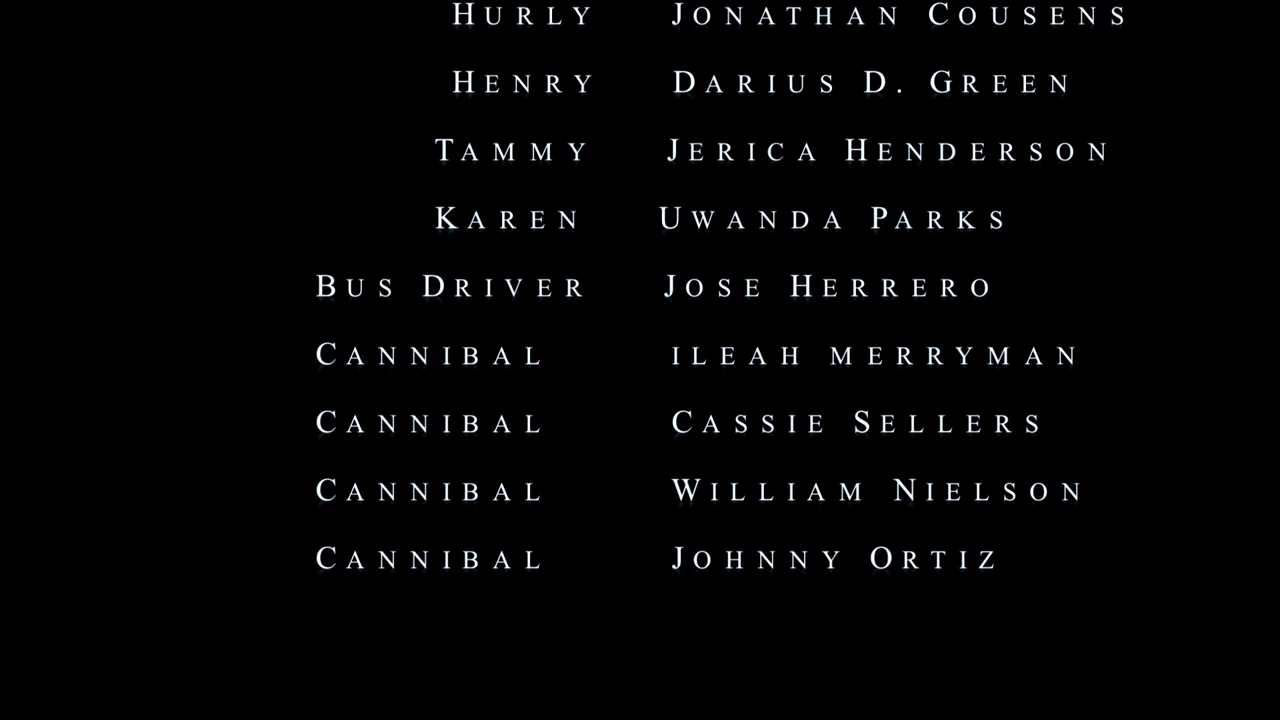 Hurly Jonathan Cousens
Henry Darius D. Green
Tammy Jerica Henderson
Karen Uwanda Parks
Bus Driver Jose Herrero
Cannibal ileah merryman
Cannibal Cassie Sellers
Cannibal William Nielson
Cannibal Johnny Ortiz